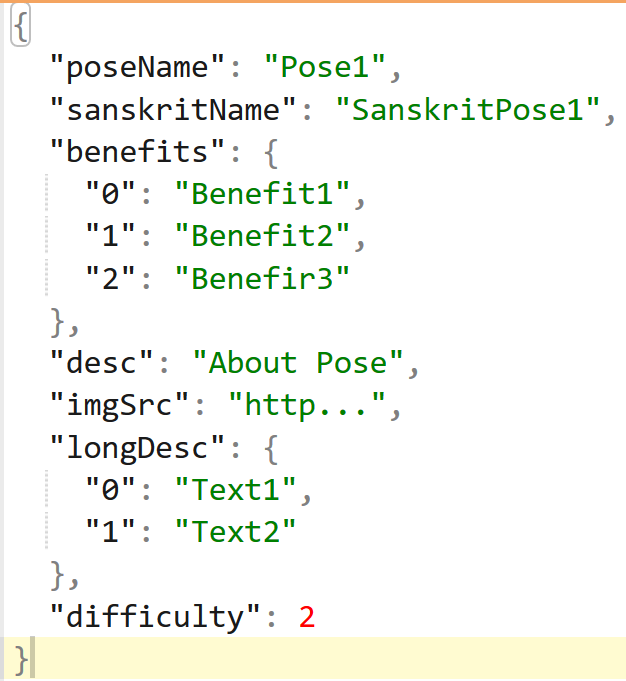 {
"poseName": "Pose1",
"sanskritName": "SanskritPose1",
"benefits": {
"0": "Benefit1",
"1": "Benefit2",
"2": "Benefir3"
},
"desc": "About Pose",
"imgSrc": "http...",
"longDesc": {
"0": "Text1",
"1": "Text2"
},
"difficulty": 2
}